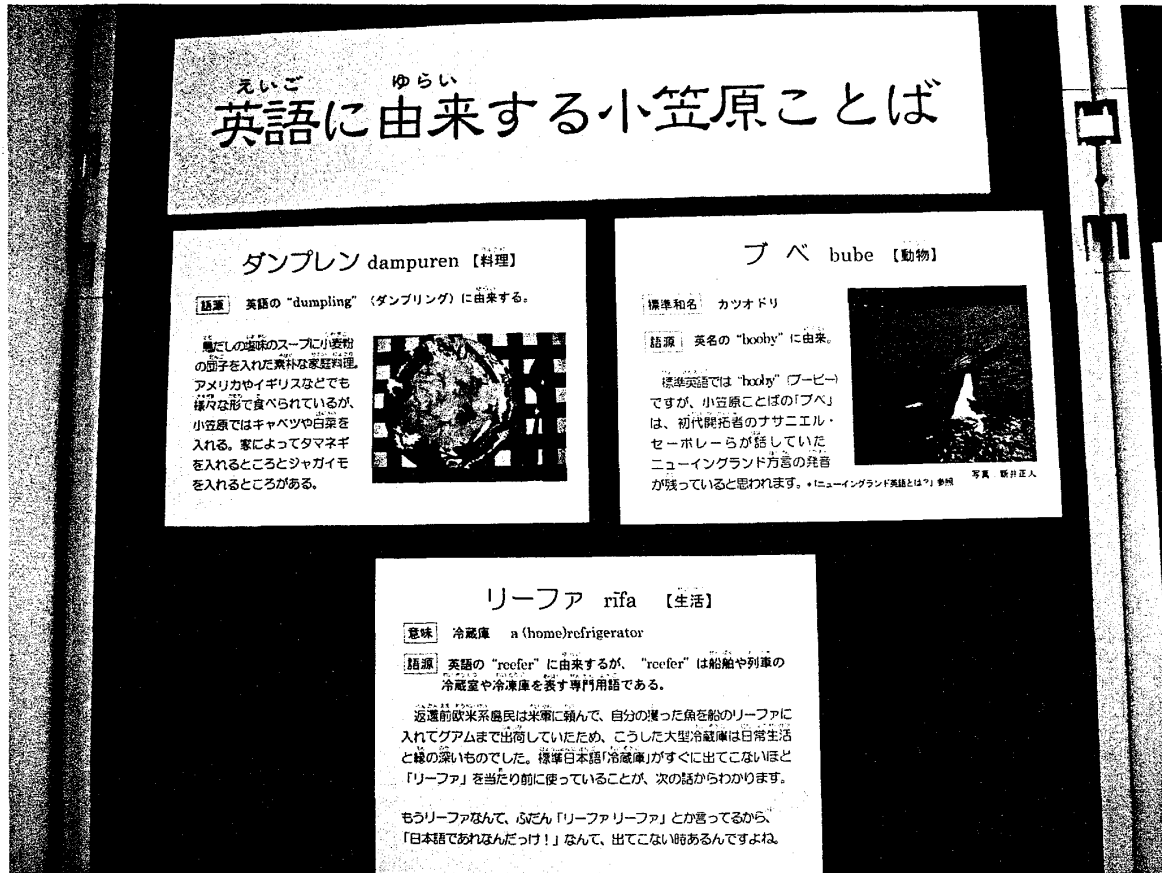 英語に由来する小笠原ことば
ダンプレン dampuren 【料理】
語源 英語の “dumpling” （ダンプリング）に由来する。
鶏だしの塩味のスープに小麦粉
の団子を入れた素朴な家庭料理。
アメリカやイギリスなどでも
様々な形で食べられているが、
小笠原ではキャベツや白菜を
入れる。家によってタマネギ
を入れるところとジャガイモ
を入れるところがある。
ブベ bube 【動物】
標準和名 カツオドリ
語源 英名の “booby” に由来。
標準英語では “booby” （ブービー）
ですが、小笠原ことばの「ブベ」
は、初代開拓者のナサニエル・
セーボレーらが話していた
ニューイングランド方言の発音
が残っていると思われます。*「ニューイングランド英語とは？」参照
写真 新井正人
リーファ rīfa 【生活】
意味 冷蔵庫 a (home)refrigerator
語源 英語の “reefer” に由来するが、 “reefer” は船舶や列車の
冷蔵室や冷凍庫を表す専門用語である。
返還前欧米系島民は米軍に頼んで、自分の獲った魚を船のリーファに
入れてグアムまで出荷していたため、こうした大型冷蔵庫は日常生活
と縁の深いものでした。標準日本語「冷蔵庫」がすぐに出てこないほど
「リーファ」を当たり前に使っていることが、次の話からわかります。
もうリーファなんて、ふだん「リーファ リーファ」とか言ってるから、
「日本語であれなんだっけ！」なんて、出てこない時あるんですよね。